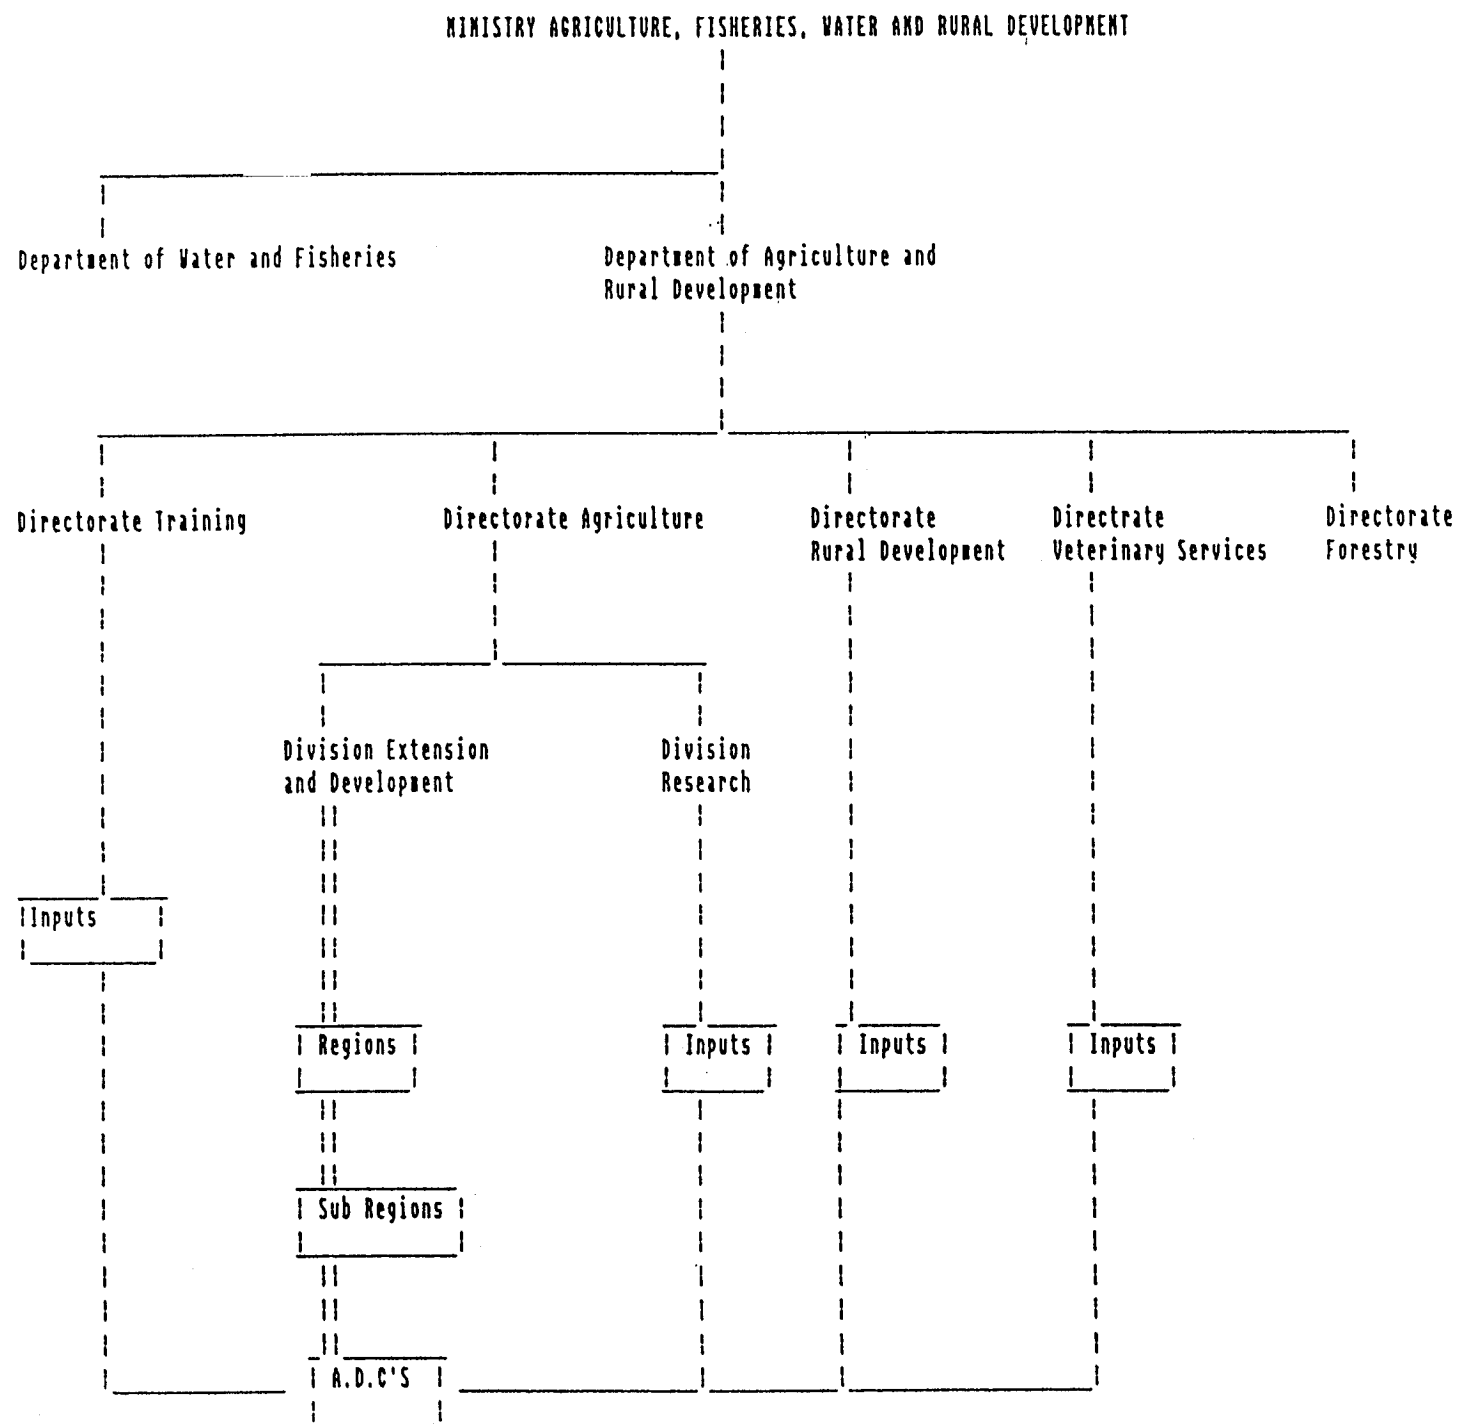 MINISTRY AGRICULTURE, FISHERIES, WATER AND RURAL DEVELOPMENT
Department of Water and Fisheries
Department of Agriculture and
Rural Development
Directorate Training
Directorate Agriculture
Directorate
Rural Development
Directrate
Veterinary Services
Directorate
Forestry
Division Extension
and Development
Division
Research
Inputs
Regions
Inputs
Inputs
Inputs
Sub Regions
A.D.C'S